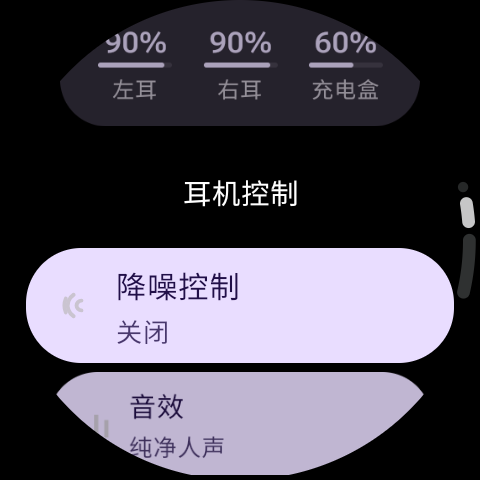 90% 90% 60%
左耳 右耳 充电盒
耳机控制
降噪控制
关闭
音效
纯净人声